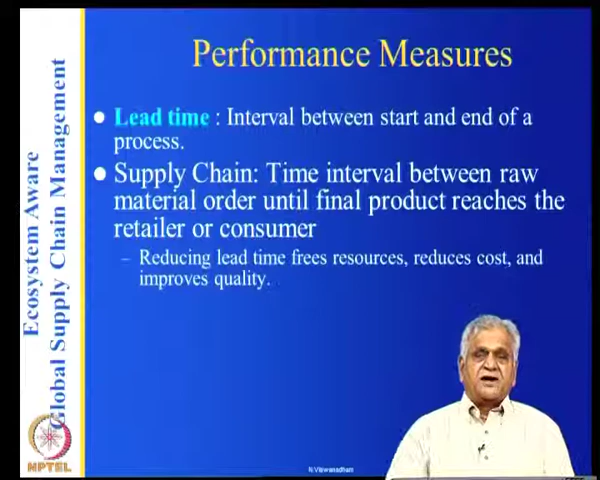 Performance Measures
Lead time : Interval between start and end of a
process.
Supply Chain: Time interval between raw
material order until final product reaches the
retailer or consumer
– Reducing lead time frees resources, reduces cost, and
improves quality.
Ecosystem Aware
Global Supply Chain Management
NPTEL
N.Viswanadham